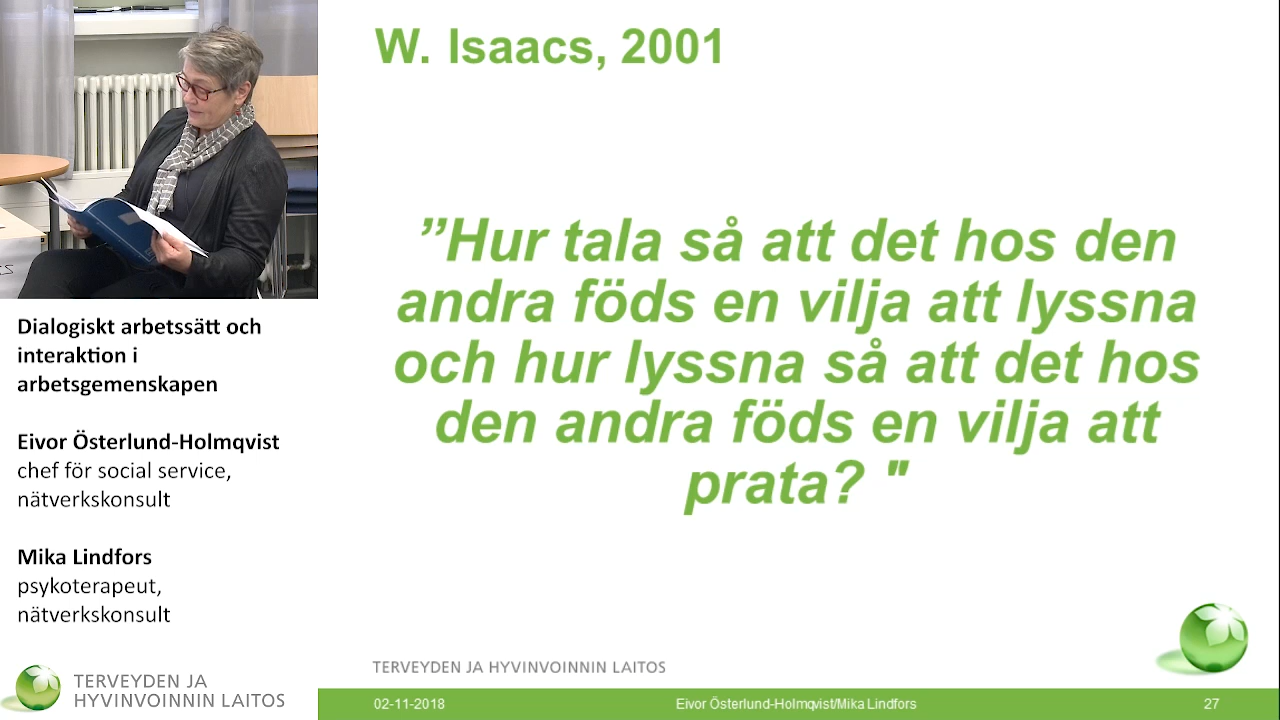 W. Isaacs, 2001
”Hur tala så att det hos den
andra föds en vilja att lyssna
och hur lyssna så att det hos
den andra föds en vilja att
prata? "
Dialogiskt arbetssätt och
interaktion i
arbetsgemenskapen
Eivor Österlund-Holmqvist
chef för social service,
nätverkskonsult
Mika Lindfors
psykoterapeut,
nätverkskonsult
TERVEYDEN JA
HYVINVOINNIN LAITOS
TERVEYDEN JA HYVINVOINNIN LAITOS
02-11-2018
Eivor Österlund-Holmqvist/Mika Lindfors
27